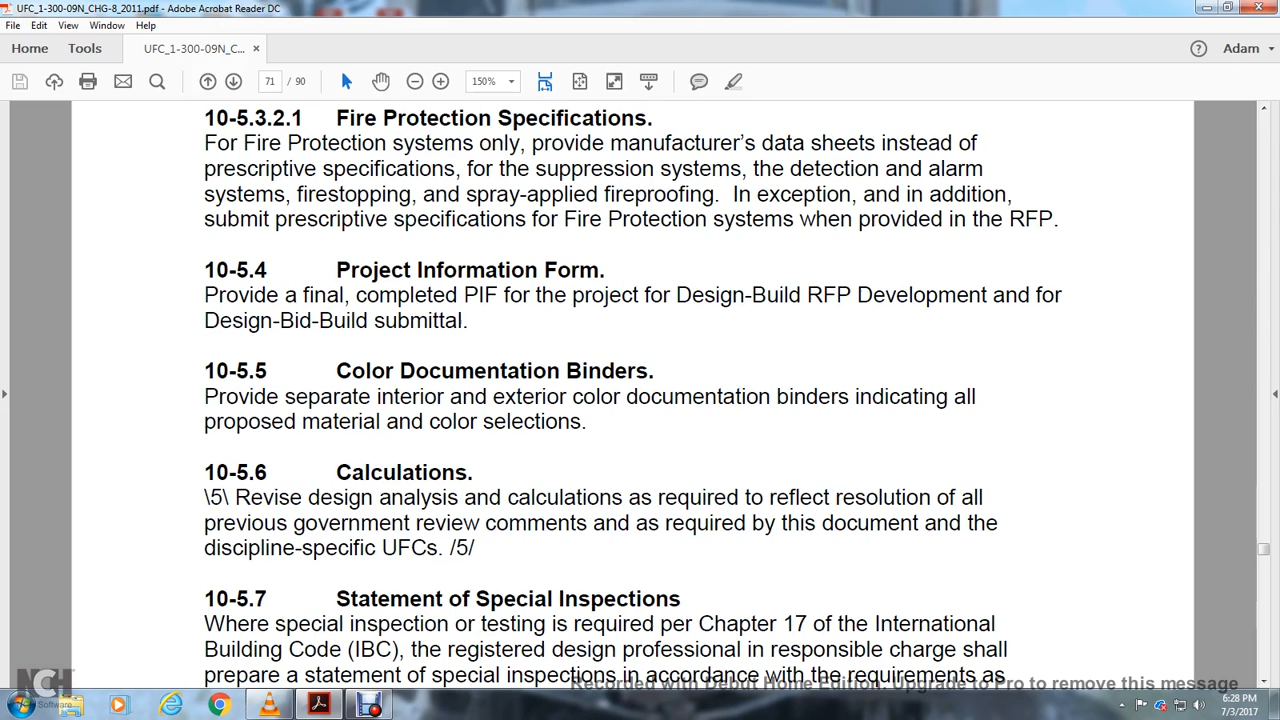 UFC_1-300-09N_CHG-8_2011.pdf - Adobe Acrobat Reader DC
File Edit View Window Help
Home Tools UFC_1-300-09N_C... × Adam
71 / 90 150%
10-5.3.2.1 Fire Protection Specifications.
For Fire Protection systems only, provide manufacturer’s data sheets instead of
prescriptive specifications, for the suppression systems, the detection and alarm
systems, firestopping, and spray-applied fireproofing. In exception, and in addition,
submit prescriptive specifications for Fire Protection systems when provided in the RFP.
10-5.4 Project Information Form.
Provide a final, completed PIF for the project for Design-Build RFP Development and for
Design-Bid-Build submittal.
10-5.5 Color Documentation Binders.
Provide separate interior and exterior color documentation binders indicating all
proposed material and color selections.
10-5.6 Calculations.
\5\ Revise design analysis and calculations as required to reflect resolution of all
previous government review comments and as required by this document and the
discipline-specific UFCs. /5/
10-5.7 Statement of Special Inspections
Where special inspection or testing is required per Chapter 17 of the International
Building Code (IBC), the registered design professional in responsible charge shall
prepare a statement of special inspections in accordance with the requirements as
Recorded with Debut Home Edition. Upgrade to Pro to remove this message
NCH Software
6:28 PM
7/3/2017